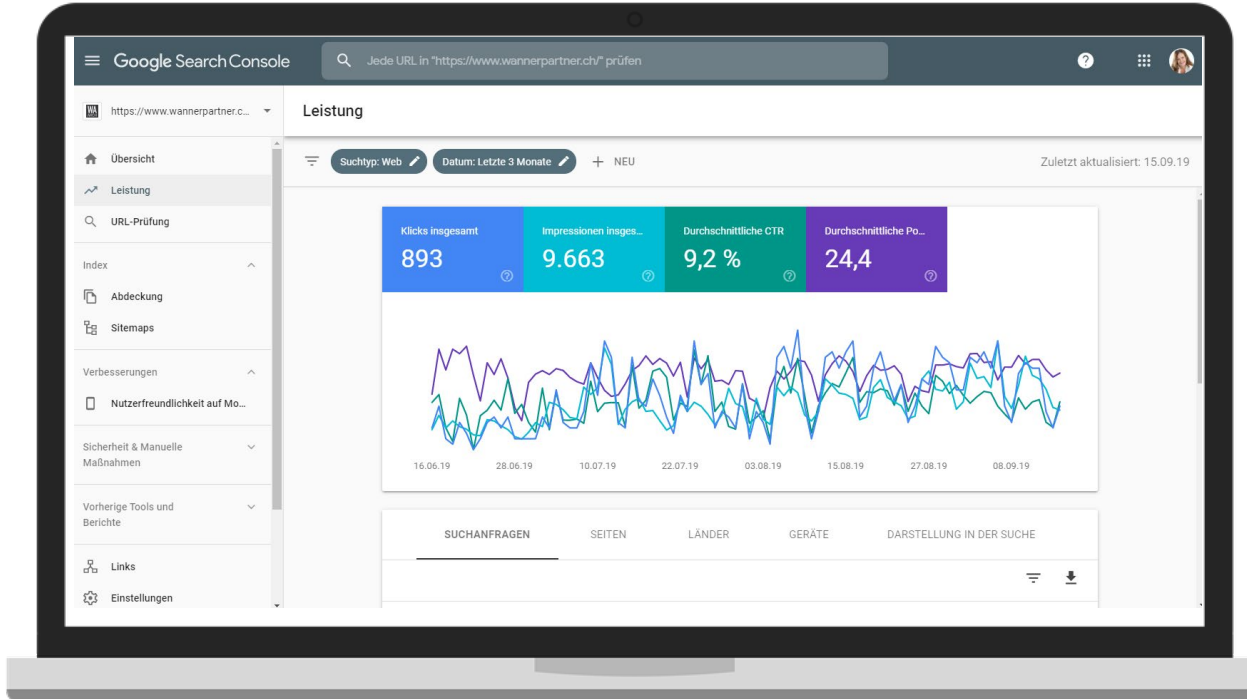 Google Search Console
Jede URL in "https://www.wannerpartner.ch/" prüfen
WA
https://www.wannerpartner.c...
Leistung
Übersicht
Leistung
URL-Prüfung
Index
Abdeckung
Sitemaps
Verbesserungen
Nutzerfreundlichkeit auf Mo...
Sicherheit & Manuelle
Maßnahmen
Vorherige Tools und
Berichte
Links
Einstellungen
Suchtyp: Web
Datum: Letzte 3 Monate
NEU
Zuletzt aktualisiert: 15.09.19
Klicks insgesamt
893
Impressionen insges...
9.663
Durchschnittliche CTR
9,2 %
Durchschnittliche Po...
24,4
16.06.19 28.06.19 10.07.19 22.07.19 03.08.19 15.08.19 27.08.19 08.09.19
SUCHANFRAGEN SEITEN LÄNDER GERÄTE DARSTELLUNG IN DER SUCHE